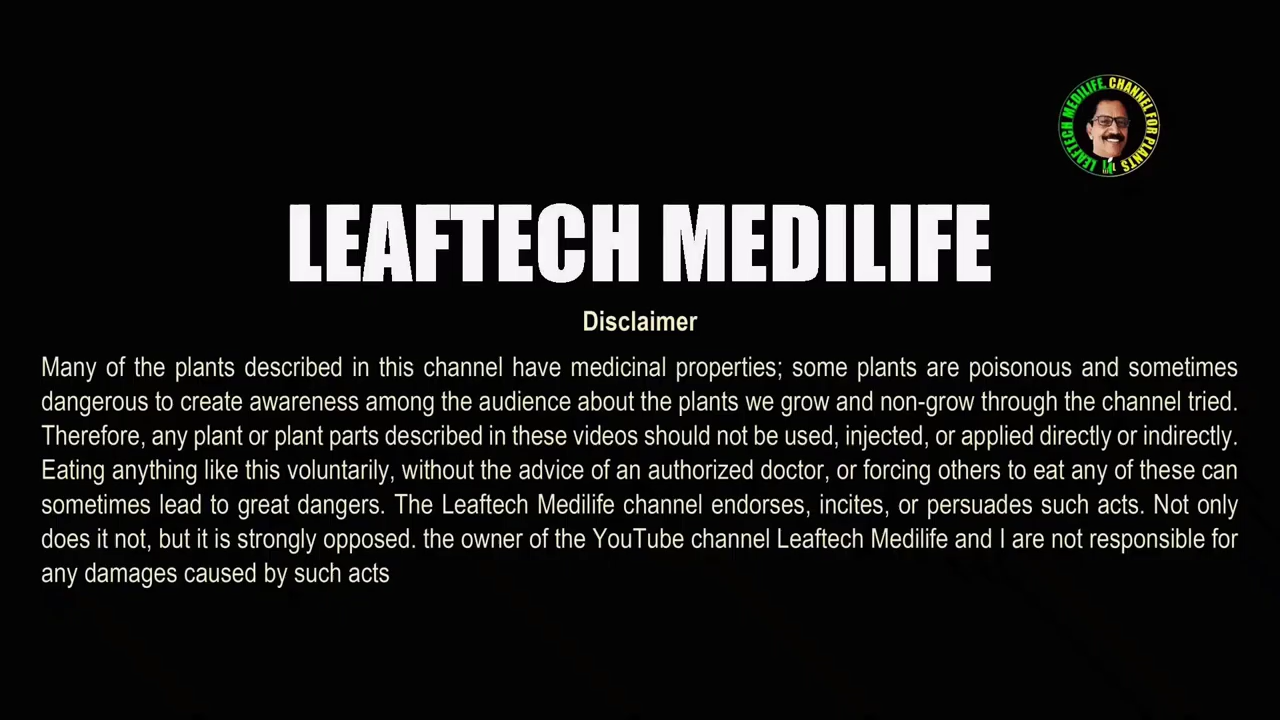 LEAFTECH MEDILIFE. CHANNEL FOR PLANTS
LEAFTECH MEDILIFE
Disclaimer
Many of the plants described in this channel have medicinal properties; some plants are poisonous and sometimes
dangerous to create awareness among the audience about the plants we grow and non-grow through the channel tried.
Therefore, any plant or plant parts described in these videos should not be used, injected, or applied directly or indirectly.
Eating anything like this voluntarily, without the advice of an authorized doctor, or forcing others to eat any of these can
sometimes lead to great dangers. The Leaftech Medilife channel endorses, incites, or persuades such acts. Not only
does it not, but it is strongly opposed. the owner of the YouTube channel Leaftech Medilife and I are not responsible for
any damages caused by such acts